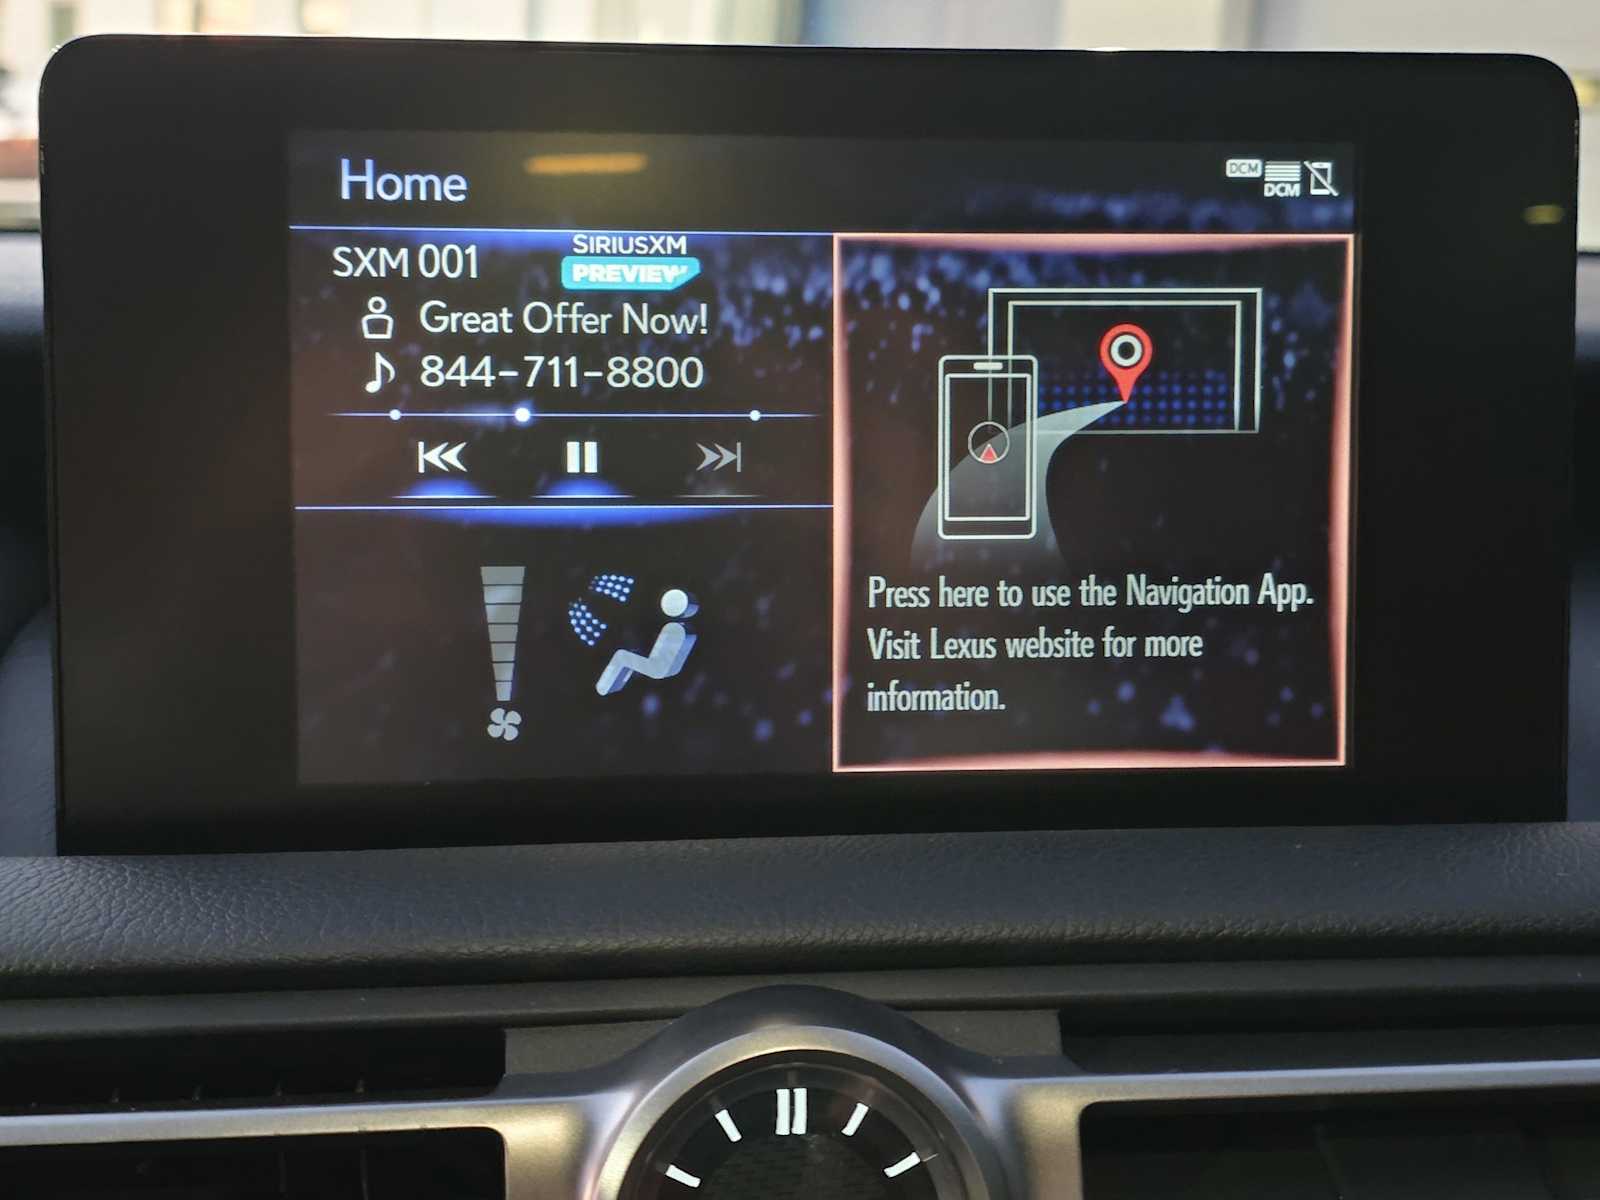 Home
DCM
DCM
SXM 001
SIRIUSXM
PREVIEW
Great Offer Now!
844-711-8800
Press here to use the Navigation App.
Visit Lexus website for more
information.